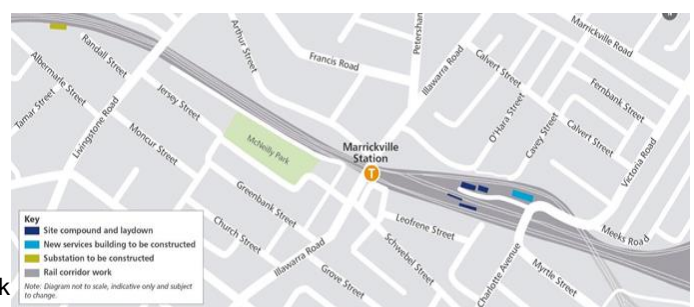 Marrickville Road
Arthur Street
Petersham
Randall Street
Francis Road
Illawarra Road
Calvert Street
Albermarle Street
Fernbank Street
Tamar Street
Livingstone Road
Jersey Street
O'Hara Street
Cavey Street
Calvert Street
Moncur Street
McNeilly Park
Marrickville
Station
T
Victoria Road
Greenbank Street
Church Street
Leofrene Street
Meeks Road
Illawarra Road
Schwebel Street
Grove Street
Charlotte Avenue
Myrtle Street
Key
Site compound and laydown
New services building to be constructed
Substation to be constructed
Rail corridor work
Note: Diagram not to scale, indicative only and subject
to change.
k